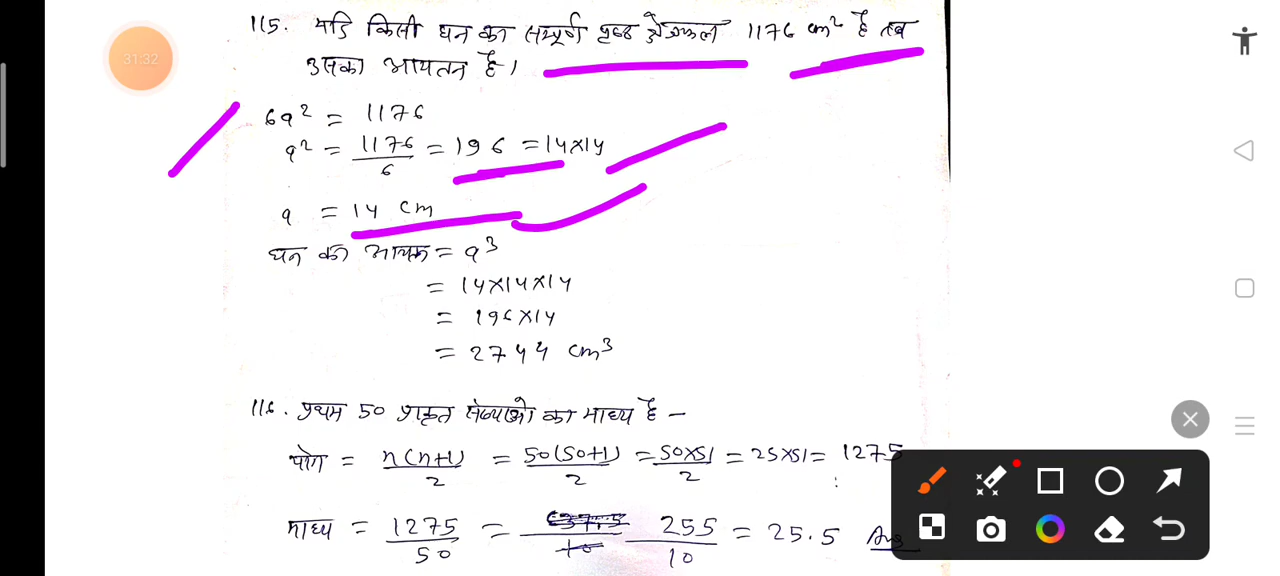 31:32
115. यदि किसी घन का सम्पूर्ण पृष्ठ क्षेत्रफल 1176 cm² है तब
उसका आयतन है।
6a² = 1176
a² = 1176/6 = 196 = 14×14
a = 14 cm
घन का आयतन = a³
= 14×14×14
= 196×14
= 2744 cm³
116. प्रथम 50 प्राकृत संख्याओ का माध्य है –
योग = n(n+1)/2 = 50(50+1)/2 = 50×51/2 = 25×51 = 1275
माध्य = 1275/50 = 255/10 = 25.5 Ans